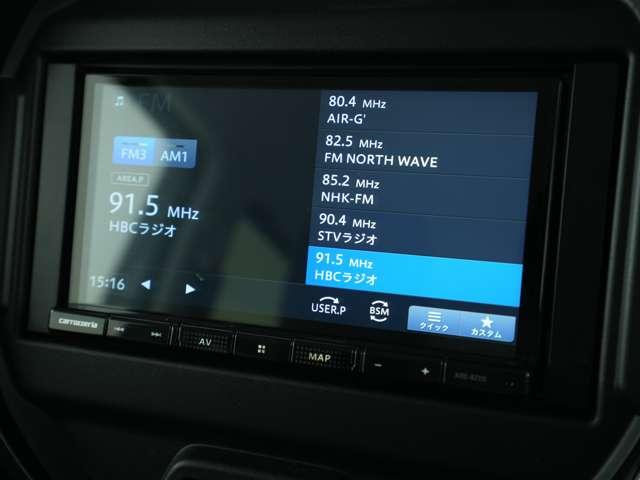 FM
FM3 AM1
AREA.P
91.5 MHz
HBCラジオ
15:16
80.4 MHz
AIR-G'
82.5 MHz
FM NORTH WAVE
85.2 MHz
NHK-FM
90.4 MHz
STVラジオ
91.5 MHz
HBCラジオ
USER.P
BSM
クイック
カスタム
carrozzeria
AV
MAP